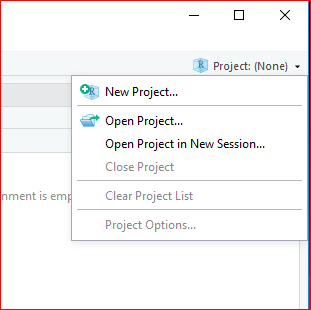 Project: (None)
New Project...
Open Project...
Open Project in New Session...
Close Project
nment is emp
Clear Project List
Project Options...